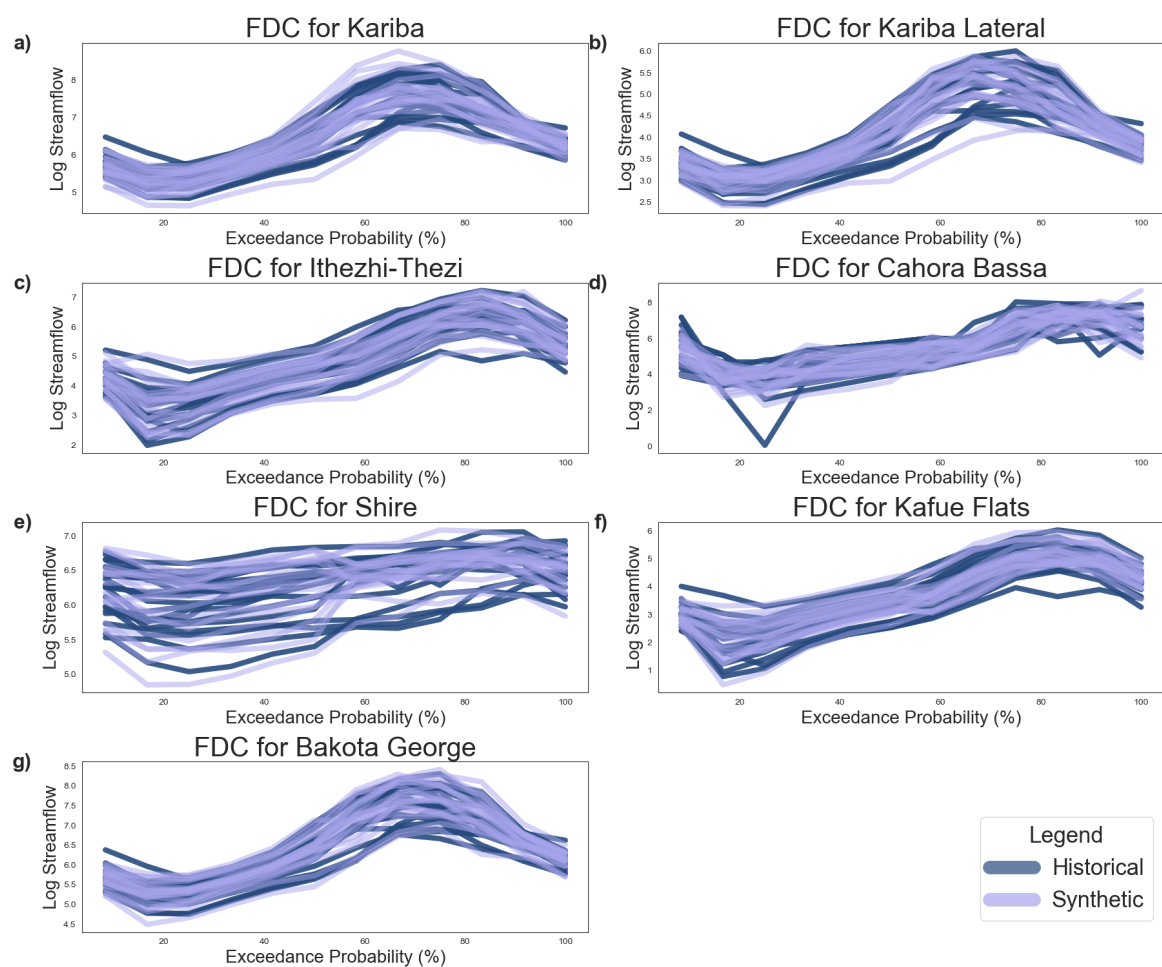 a)
FDC for Kariba
Log Streamflow
8
7
6
5
20 40 60 80 100
Exceedance Probability (%)
b)
FDC for Kariba Lateral
Log Streamflow
6.0
5.5
5.0
4.5
4.0
3.5
3.0
2.5
20 40 60 80 100
Exceedance Probability (%)
c)
FDC for Ithezhi-Thezi
Log Streamflow
7
6
5
4
3
2
20 40 60 80 100
Exceedance Probability (%)
d)
FDC for Cahora Bassa
Log Streamflow
8
6
4
2
0
20 40 60 80 100
Exceedance Probability (%)
e)
FDC for Shire
Log Streamflow
7.0
6.5
6.0
5.5
5.0
20 40 60 80 100
Exceedance Probability (%)
f)
FDC for Kafue Flats
Log Streamflow
6
5
4
3
2
1
20 40 60 80 100
Exceedance Probability (%)
g)
FDC for Bakota George
Log Streamflow
8.5
8.0
7.5
7.0
6.5
6.0
5.5
5.0
4.5
20 40 60 80 100
Exceedance Probability (%)
Legend
Historical
Synthetic